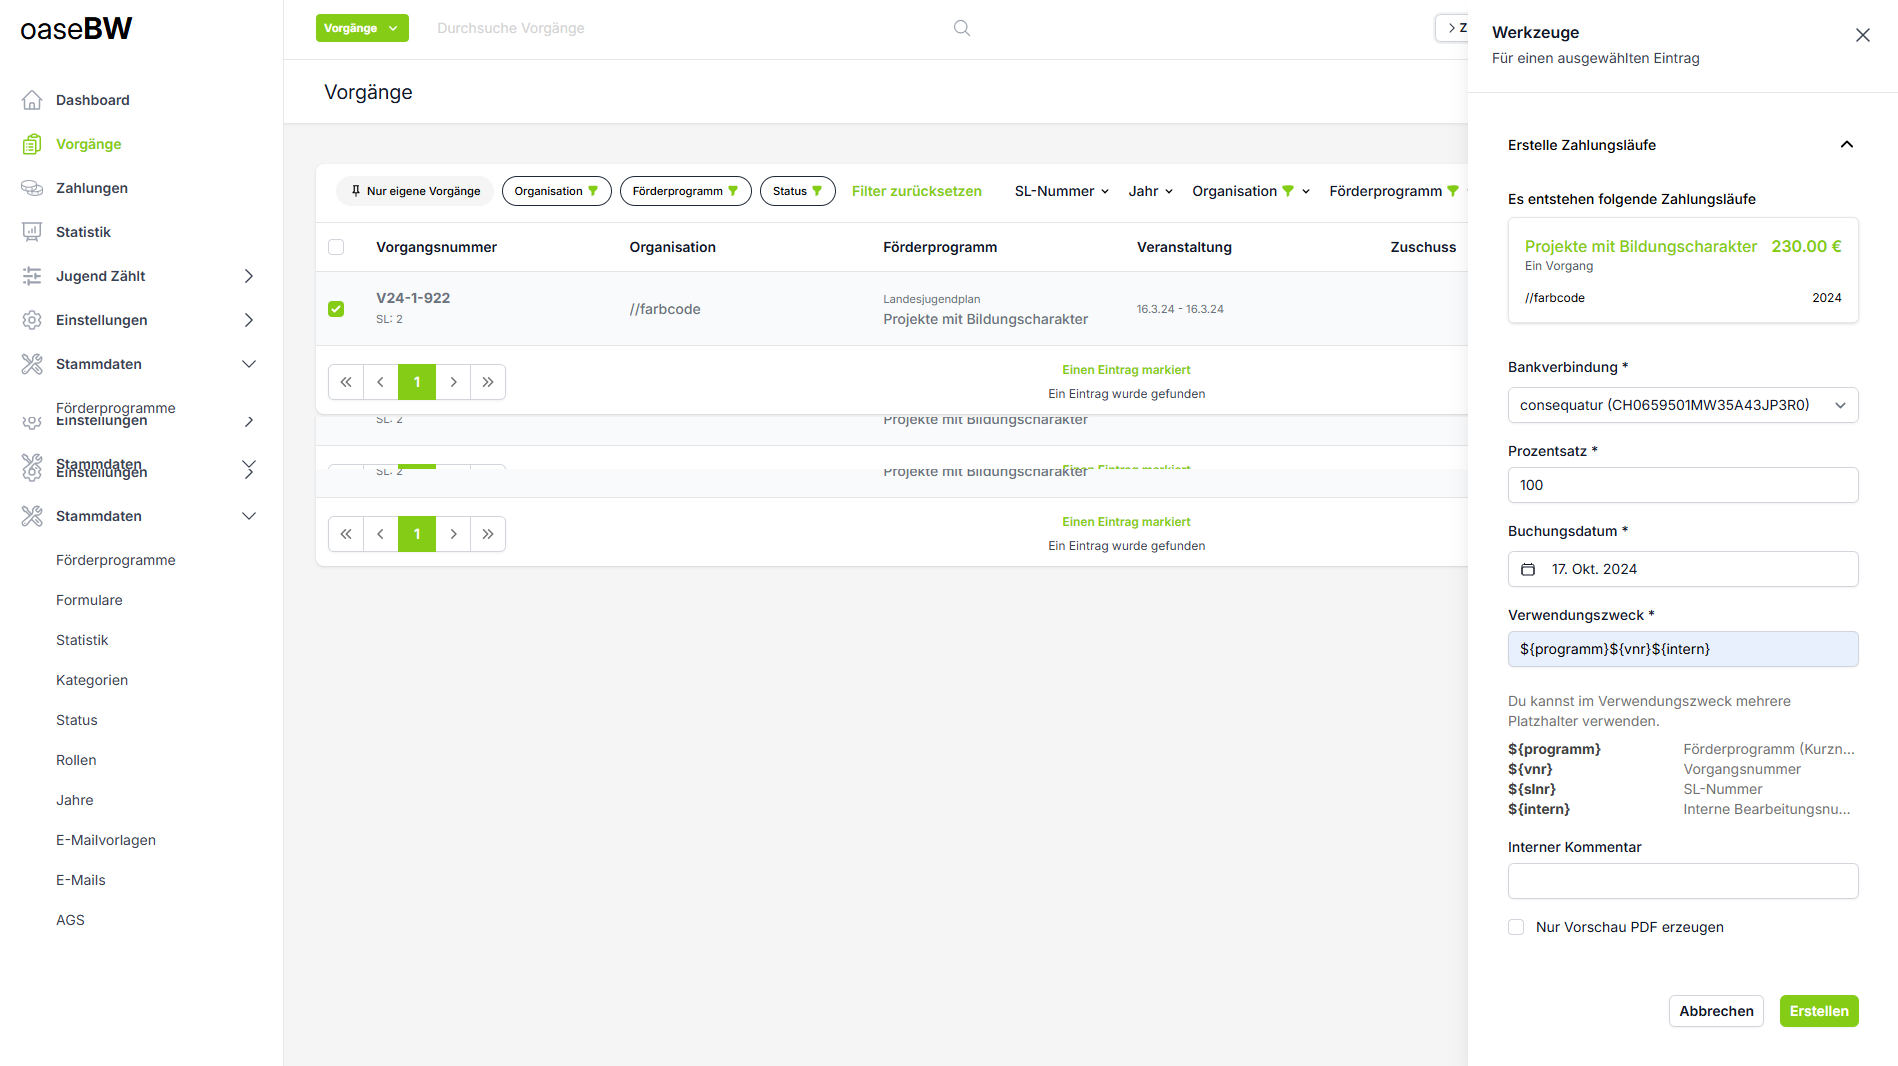 oaseBW
Dashboard
Vorgänge
Zahlungen
Statistik
Jugend Zählt
Einstellungen
Stammdaten
Förderprogramme
Einstellungen
Stammdaten
Einstellungen
Stammdaten
Förderprogramme
Formulare
Statistik
Kategorien
Status
Rollen
Jahre
E-Mailvorlagen
E-Mails
AGS
Vorgänge
Durchsuche Vorgänge
Z
Vorgänge
Nur eigene Vorgänge
Organisation
Förderprogramm
Status
Filter zurücksetzen
SL-Nummer
Jahr
Organisation
Förderprogramm
Vorgangsnummer Organisation Förderprogramm Veranstaltung Zuschuss
V24-1-922
SL: 2
//farbcode
Landesjugendplan
Projekte mit Bildungscharakter
16.3.24 - 16.3.24
1
Einen Eintrag markiert
Ein Eintrag wurde gefunden
SL: 2
Projekte mit Bildungscharakter
Einen Eintrag markiert
SL: 2
Projekte mit Bildungscharakter
1
Einen Eintrag markiert
Ein Eintrag wurde gefunden
Werkzeuge
Für einen ausgewählten Eintrag
Erstelle Zahlungsläufe
Es entstehen folgende Zahlungsläufe
Projekte mit Bildungscharakter 230.00 €
Ein Vorgang
//farbcode 2024
Bankverbindung *
consequatur (CH0659501MW35A43JP3R0)
Prozentsatz *
100
Buchungsdatum *
17. Okt. 2024
Verwendungszweck *
${programm}${vnr}${intern}
Du kannst im Verwendungszweck mehrere
Platzhalter verwenden.
${programm} Förderprogramm (Kurzn...
${vnr} Vorgangsnummer
${slnr} SL-Nummer
${intern} Interne Bearbeitungsnu...
Interner Kommentar
Nur Vorschau PDF erzeugen
Abbrechen
Erstellen